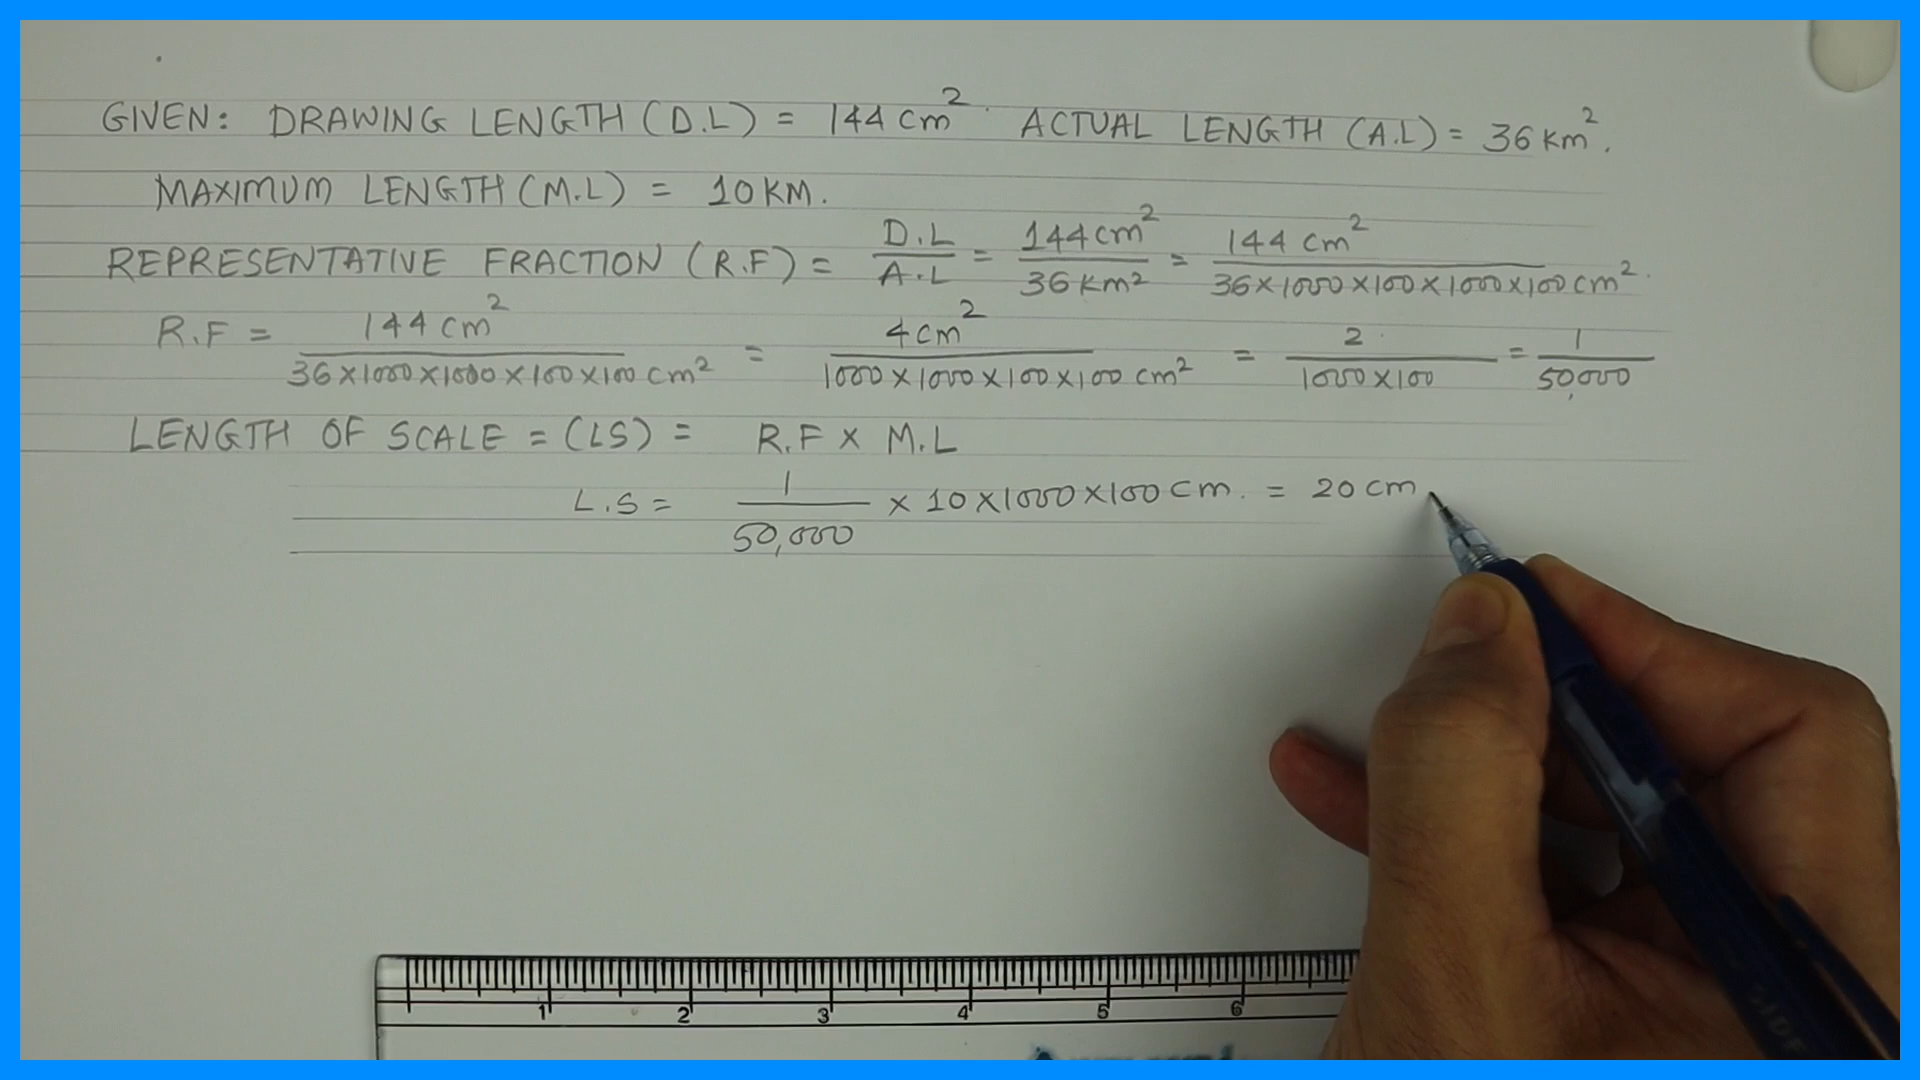 GIVEN: DRAWING LENGTH (D.L) = 144 cm² ACTUAL LENGTH (A.L) = 36 km².
MAXIMUM LENGTH (M.L) = 10 KM.
REPRESENTATIVE FRACTION (R.F) = D.L / A.L = 144 cm² / 36 Km² = 144 cm² / 36×1000×100×1000×100 cm².
R.F = 144 cm² / 36×1000×1000×100×100 cm² = 4 cm² / 1000×1000×100×100 cm² = 2 / 1000×100 = 1 / 50,000
LENGTH OF SCALE = (LS) = R.F × M.L
L.S = 1 / 50,000 × 10×1000×100 cm. = 20 cm
1 2 3 4 5 6